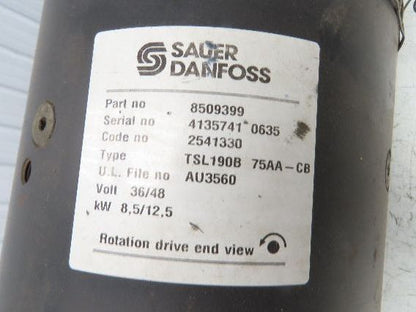 SAUER
DANFOSS
Part no 8509399
Serial no 4135741 0635
Code no 2541330
Type TSL190B 75AA-CB
U.L. File no AU3560
Volt 36/48
kW 8,5/12,5
Rotation drive end view